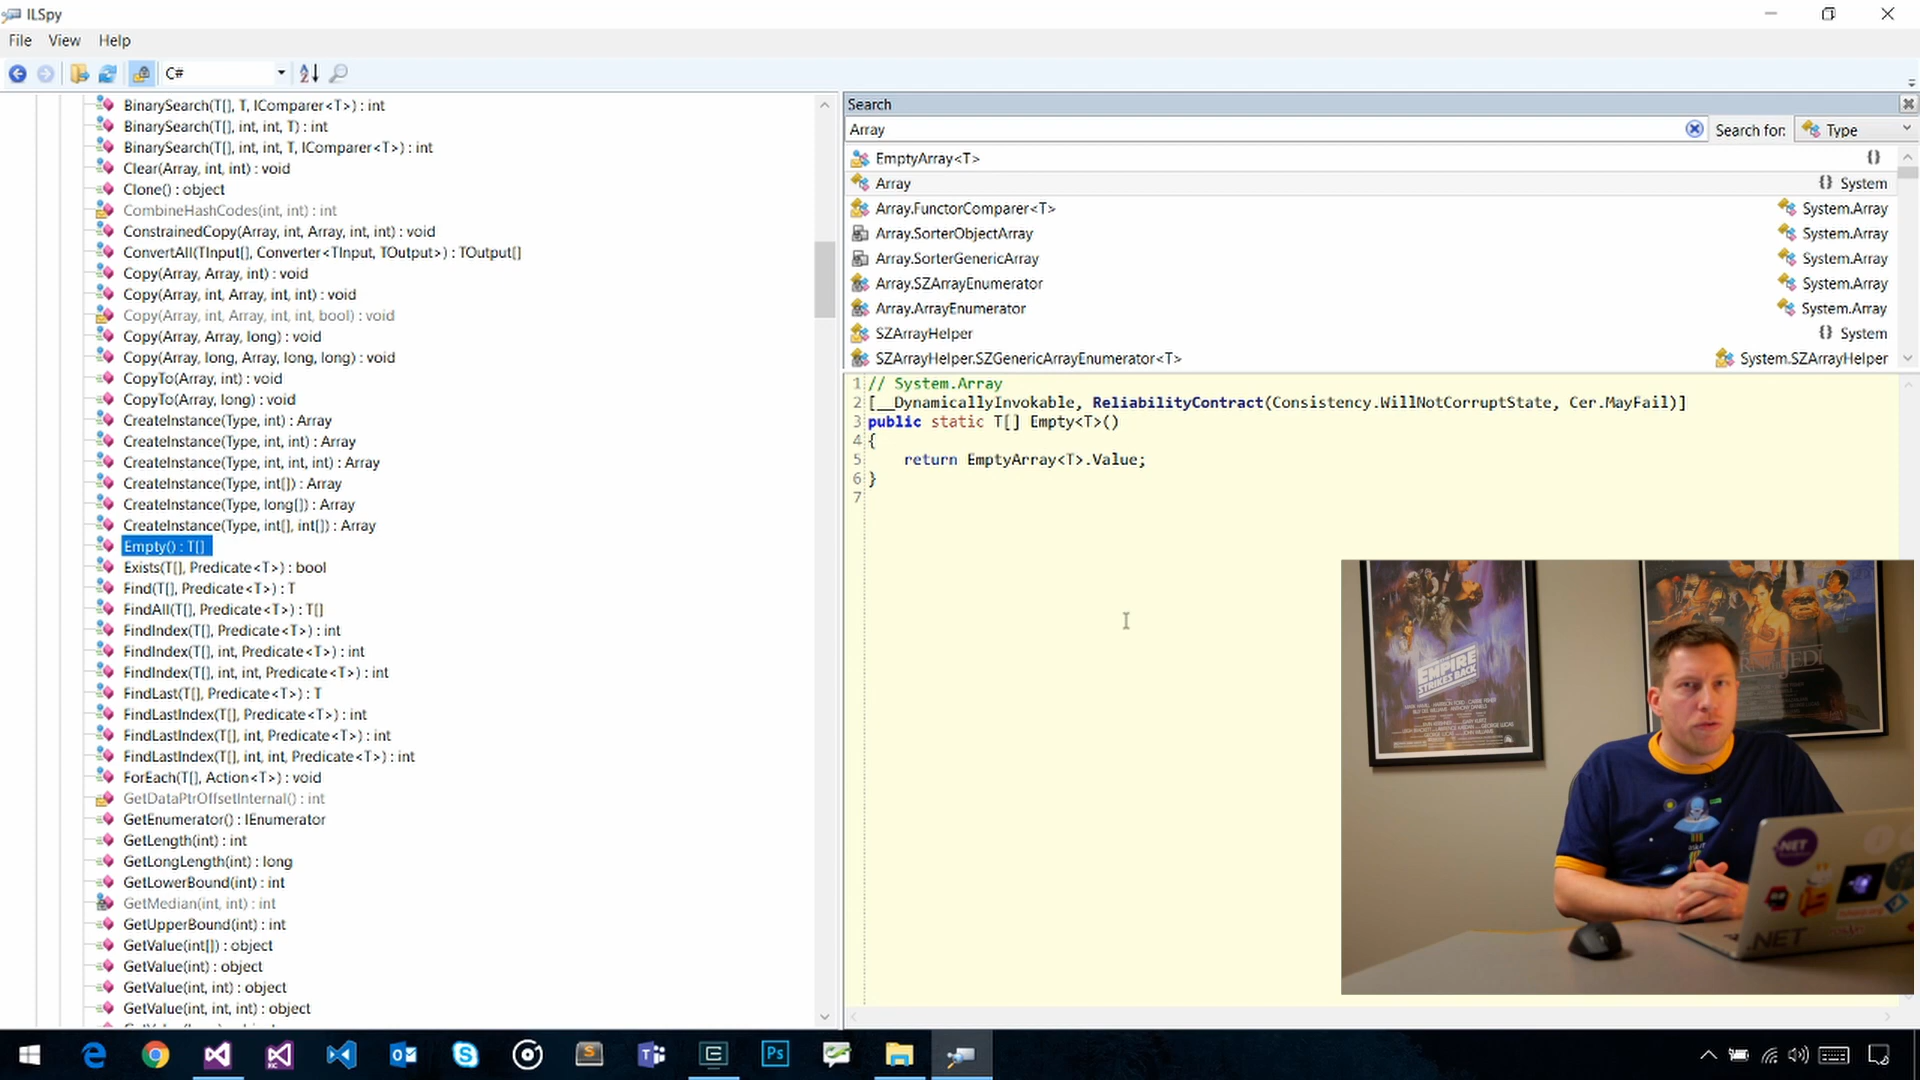 ILSpy
File View Help
C#
BinarySearch(T[], T, IComparer<T>) : int
BinarySearch(T[], int, int, T) : int
BinarySearch(T[], int, int, T, IComparer<T>) : int
Clear(Array, int, int) : void
Clone() : object
CombineHashCodes(int, int) : int
ConstrainedCopy(Array, int, Array, int, int) : void
ConvertAll(TInput[], Converter<TInput, TOutput>) : TOutput[]
Copy(Array, Array, int) : void
Copy(Array, int, Array, int, int) : void
Copy(Array, int, Array, int, int, bool) : void
Copy(Array, Array, long) : void
Copy(Array, long, Array, long, long) : void
CopyTo(Array, int) : void
CopyTo(Array, long) : void
CreateInstance(Type, int) : Array
CreateInstance(Type, int, int) : Array
CreateInstance(Type, int, int, int) : Array
CreateInstance(Type, int[]) : Array
CreateInstance(Type, long[]) : Array
CreateInstance(Type, int[], int[]) : Array
Empty() : T[]
Exists(T[], Predicate<T>) : bool
Find(T[], Predicate<T>) : T
FindAll(T[], Predicate<T>) : T[]
FindIndex(T[], Predicate<T>) : int
FindIndex(T[], int, Predicate<T>) : int
FindIndex(T[], int, int, Predicate<T>) : int
FindLast(T[], Predicate<T>) : T
FindLastIndex(T[], Predicate<T>) : int
FindLastIndex(T[], int, Predicate<T>) : int
FindLastIndex(T[], int, int, Predicate<T>) : int
ForEach(T[], Action<T>) : void
GetDataPtrOffsetInternal() : int
GetEnumerator() : IEnumerator
GetLength(int) : int
GetLongLength(int) : long
GetLowerBound(int) : int
GetMedian(int, int) : int
GetUpperBound(int) : int
GetValue(int[]) : object
GetValue(int) : object
GetValue(int, int) : object
GetValue(int, int, int) : object
Search
Array Search for: Type
EmptyArray<T> {}
Array {} System
Array.FunctorComparer<T> System.Array
Array.SorterObjectArray System.Array
Array.SorterGenericArray System.Array
Array.SZArrayEnumerator System.Array
Array.ArrayEnumerator System.Array
SZArrayHelper {} System
SZArrayHelper.SZGenericArrayEnumerator<T> System.SZArrayHelper
1 // System.Array
2 [__DynamicallyInvokable, ReliabilityContract(Consistency.WillNotCorruptState, Cer.MayFail)]
3 public static T[] Empty<T>()
4 {
5 return EmptyArray<T>.Value;
6 }
7
EMPIRE
STRIKES BACK
JEDI
.NET
.NET
Ps